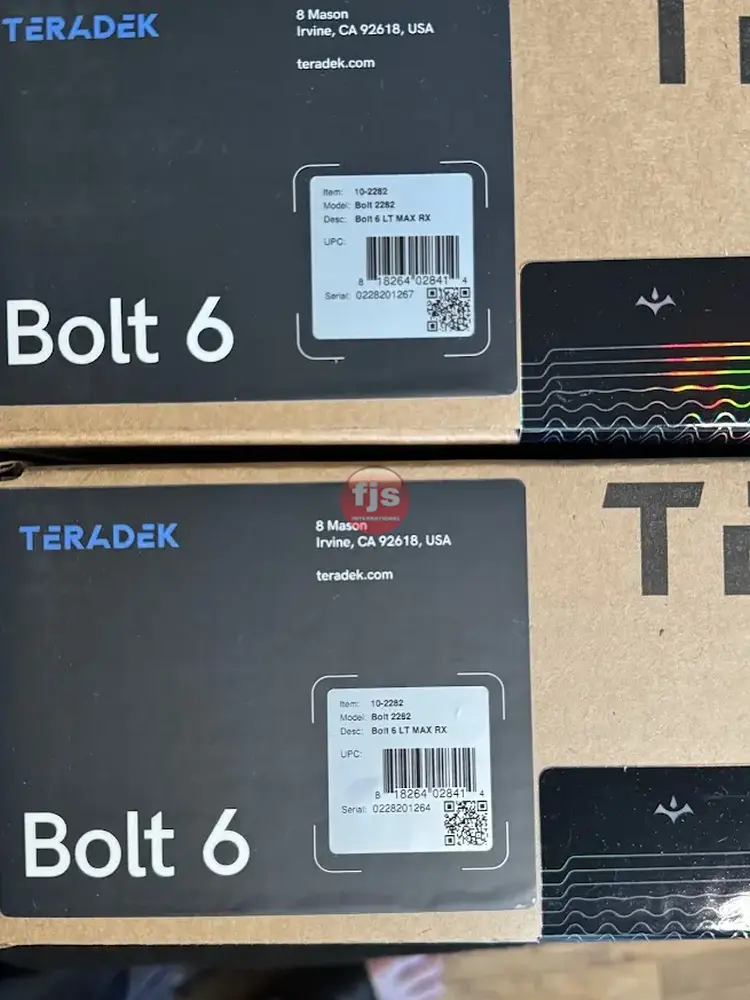 TERADEK
8 Mason
Irvine, CA 92618, USA
teradek.com
Item: 10-2282
Model: Bolt 2282
Desc: Bolt 6 LT MAX RX
UPC:
8 18264 02841 4
Serial: 0228201267
Bolt 6
fjs
INTERNATIONAL
TERADEK
8 Mason
Irvine, CA 92618, USA
teradek.com
Item: 10-2282
Model: Bolt 2282
Desc: Bolt 6 LT MAX RX
UPC:
8 18264 02841 4
Serial: 0228201264
Bolt 6